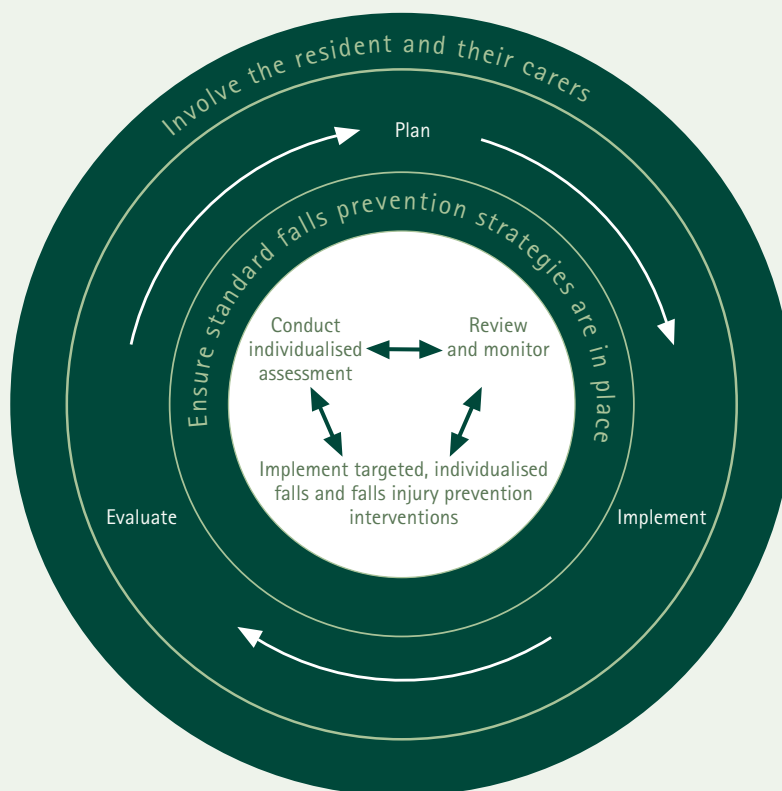 Involve the resident and their carers
Plan
Ensure standard falls prevention strategies are in place
Conduct
individualised
assessment
Review
and monitor
Implement targeted, individualised
falls and falls injury prevention
interventions
Evaluate
Implement